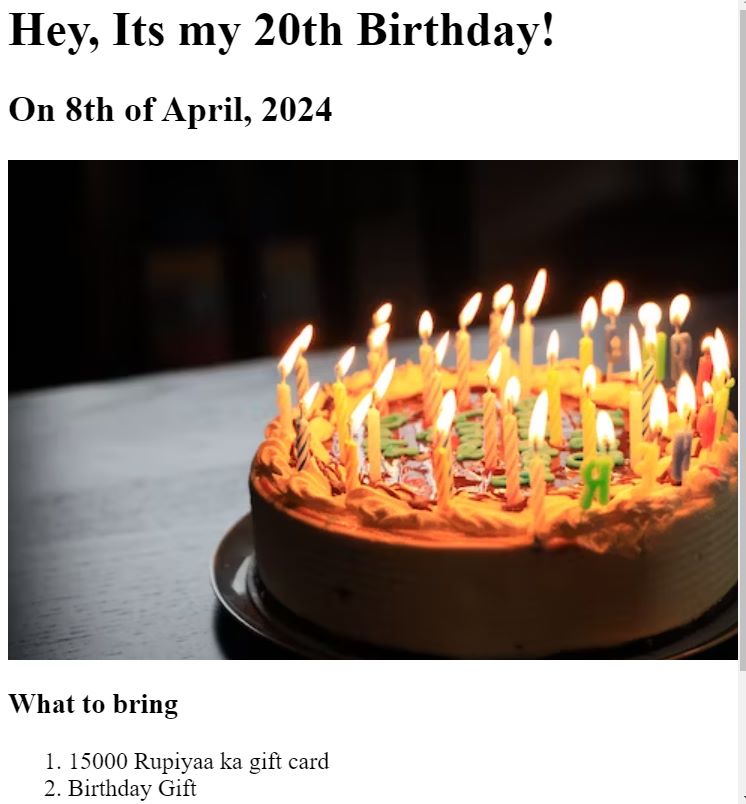 Hey, Its my 20th Birthday!
On 8th of April, 2024
What to bring
1. 15000 Rupiyaa ka gift card
2. Birthday Gift